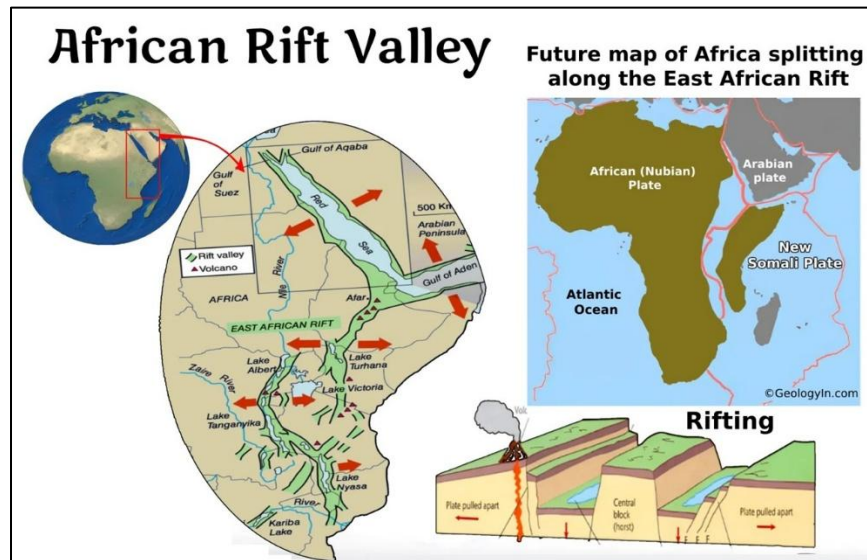 African Rift Valley
Future map of Africa splitting
along the East African Rift
Gulf of Aqaba
Gulf
of
Suez
Red
Sea
500 Km
Arabian
Peninsula
Rift valley
Volcano
Nile
River
Gulf of Aden
AFRICA
Afar
EAST AFRICAN RIFT
Lake
Albert
Lake
Turhana
Zaire
River
Lake Victoria
Lake
Tanganyika
Lake
Nyasa
River
Kariba
Lake
African (Nubian)
Plate
Arabian
plate
New
Somali Plate
Atlantic
Ocean
©GeologyIn.com
Rifting
Plate pulled apart
Central
block
(horst)
Plate pulled apart
F F F